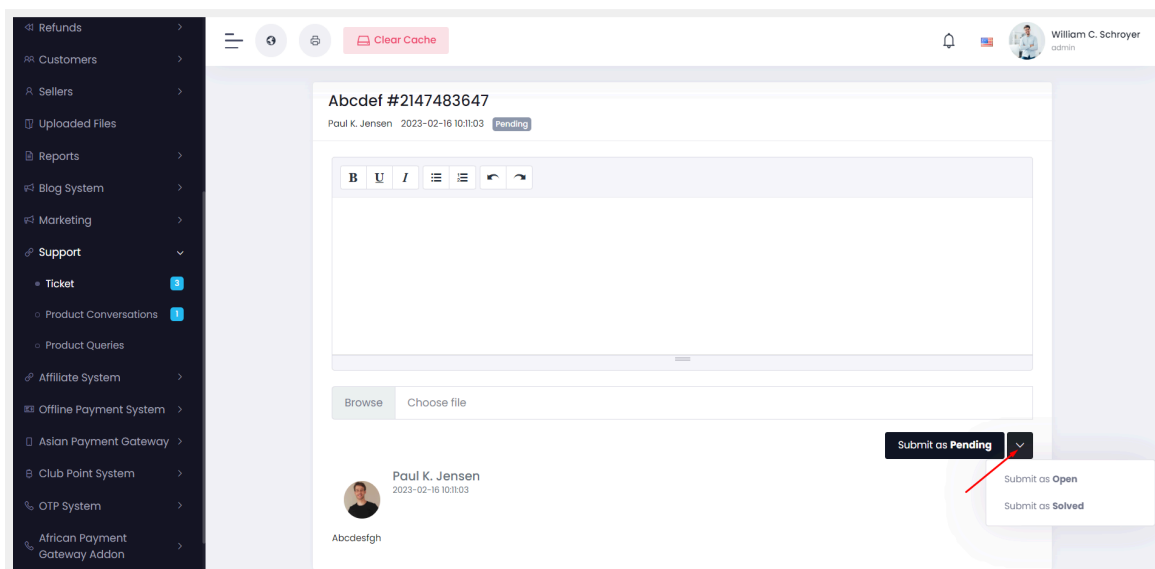 Refunds
Customers
Sellers
Uploaded Files
Reports
Blog System
Marketing
Support
Ticket 3
Product Conversations 1
Product Queries
Affiliate System
Offline Payment System
Asian Payment Gateway
Club Point System
OTP System
African Payment
Gateway Addon
Clear Cache
William C. Schroyer
admin
Abcdef #2147483647
Paul K. Jensen 2023-02-16 10:11:03 Pending
B U I
Browse Choose file
Submit as Pending
Submit as Open
Submit as Solved
Paul K. Jensen
2023-02-16 10:11:03
Abcdesfgh